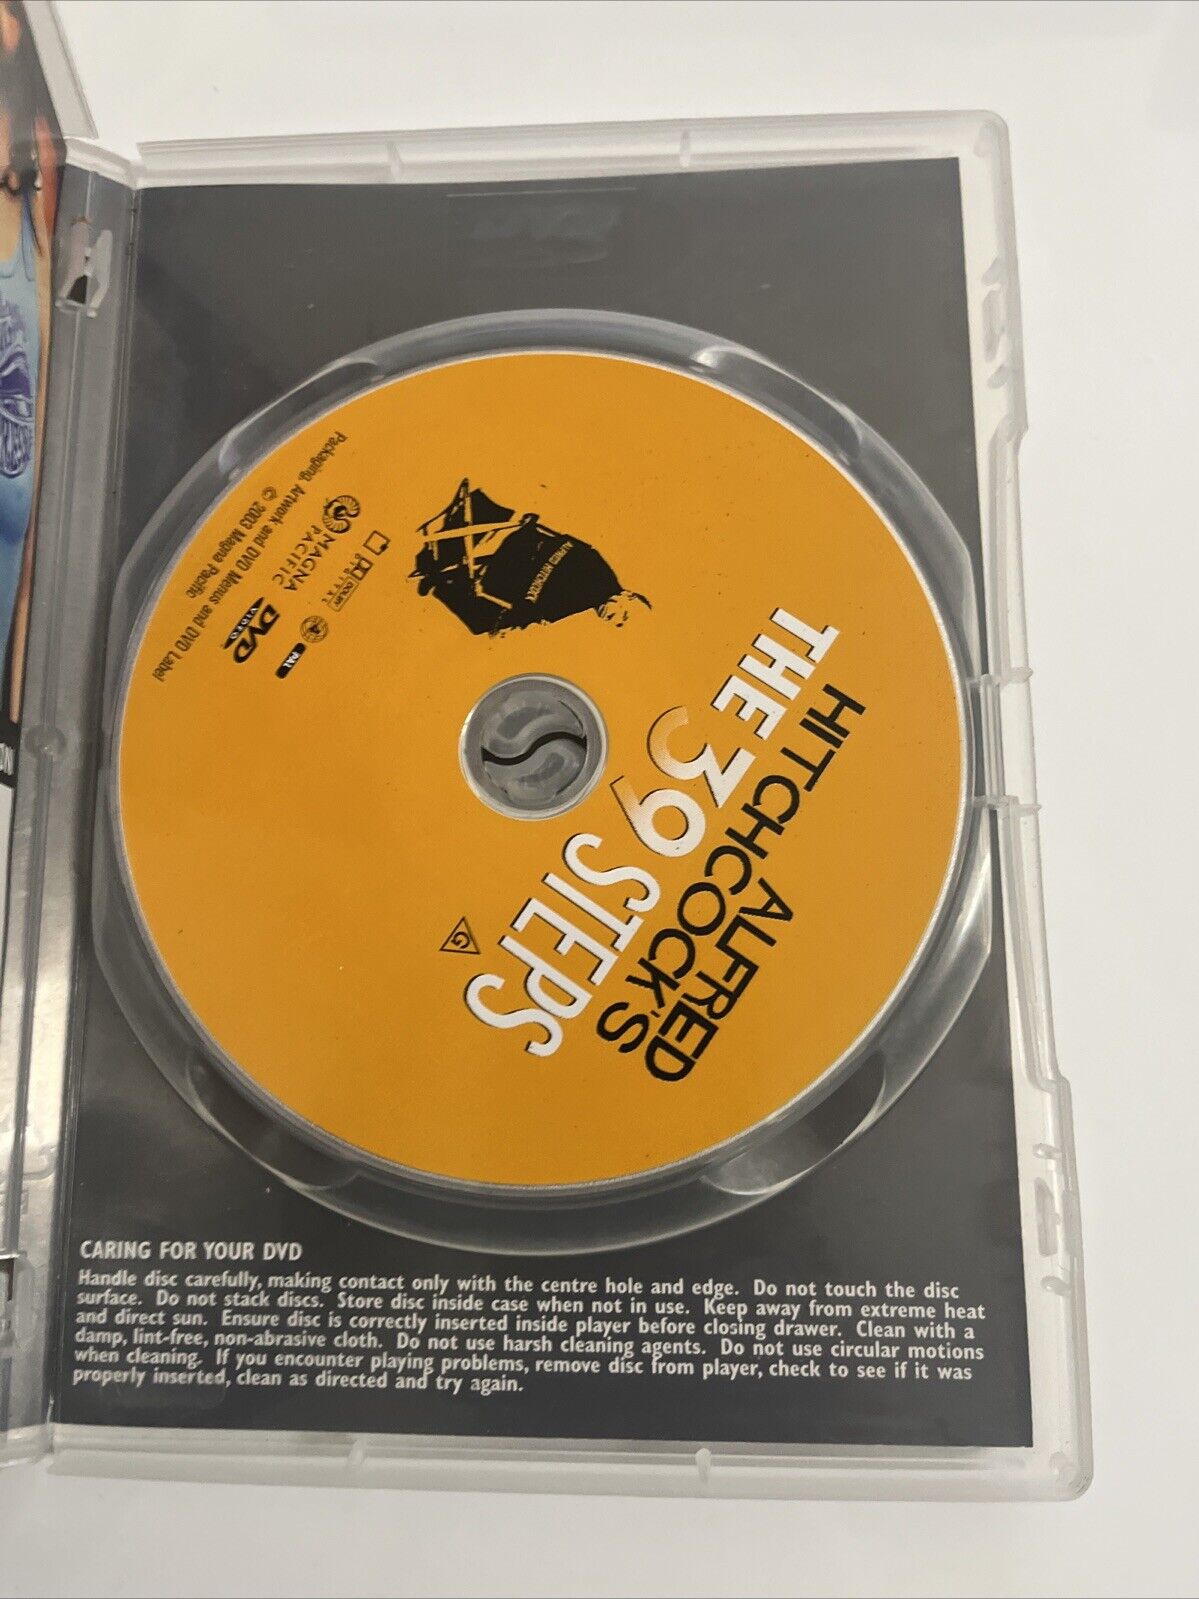 ALFRED
HITCHCOCK'S
THE 39 STEPS
G
ALFRED HITCHCOCK
PAL
DOLBY
DIGITAL
DVD
VIDEO
MAGNA
PACIFIC
Packaging, Artwork and DVD Menus and DVD Label
© 2003 Magna Pacific
CARING FOR YOUR DVD
Handle disc carefully, making contact only with the centre hole and edge. Do not touch the disc
surface. Do not stack discs. Store disc inside case when not in use. Keep away from extreme heat
and direct sun. Ensure disc is correctly inserted inside player before closing drawer. Clean with a
damp, lint-free, non-abrasive cloth. Do not use harsh cleaning agents. Do not use circular motions
when cleaning. If you encounter playing problems, remove disc from player, check to see if it was
properly inserted, clean as directed and try again.